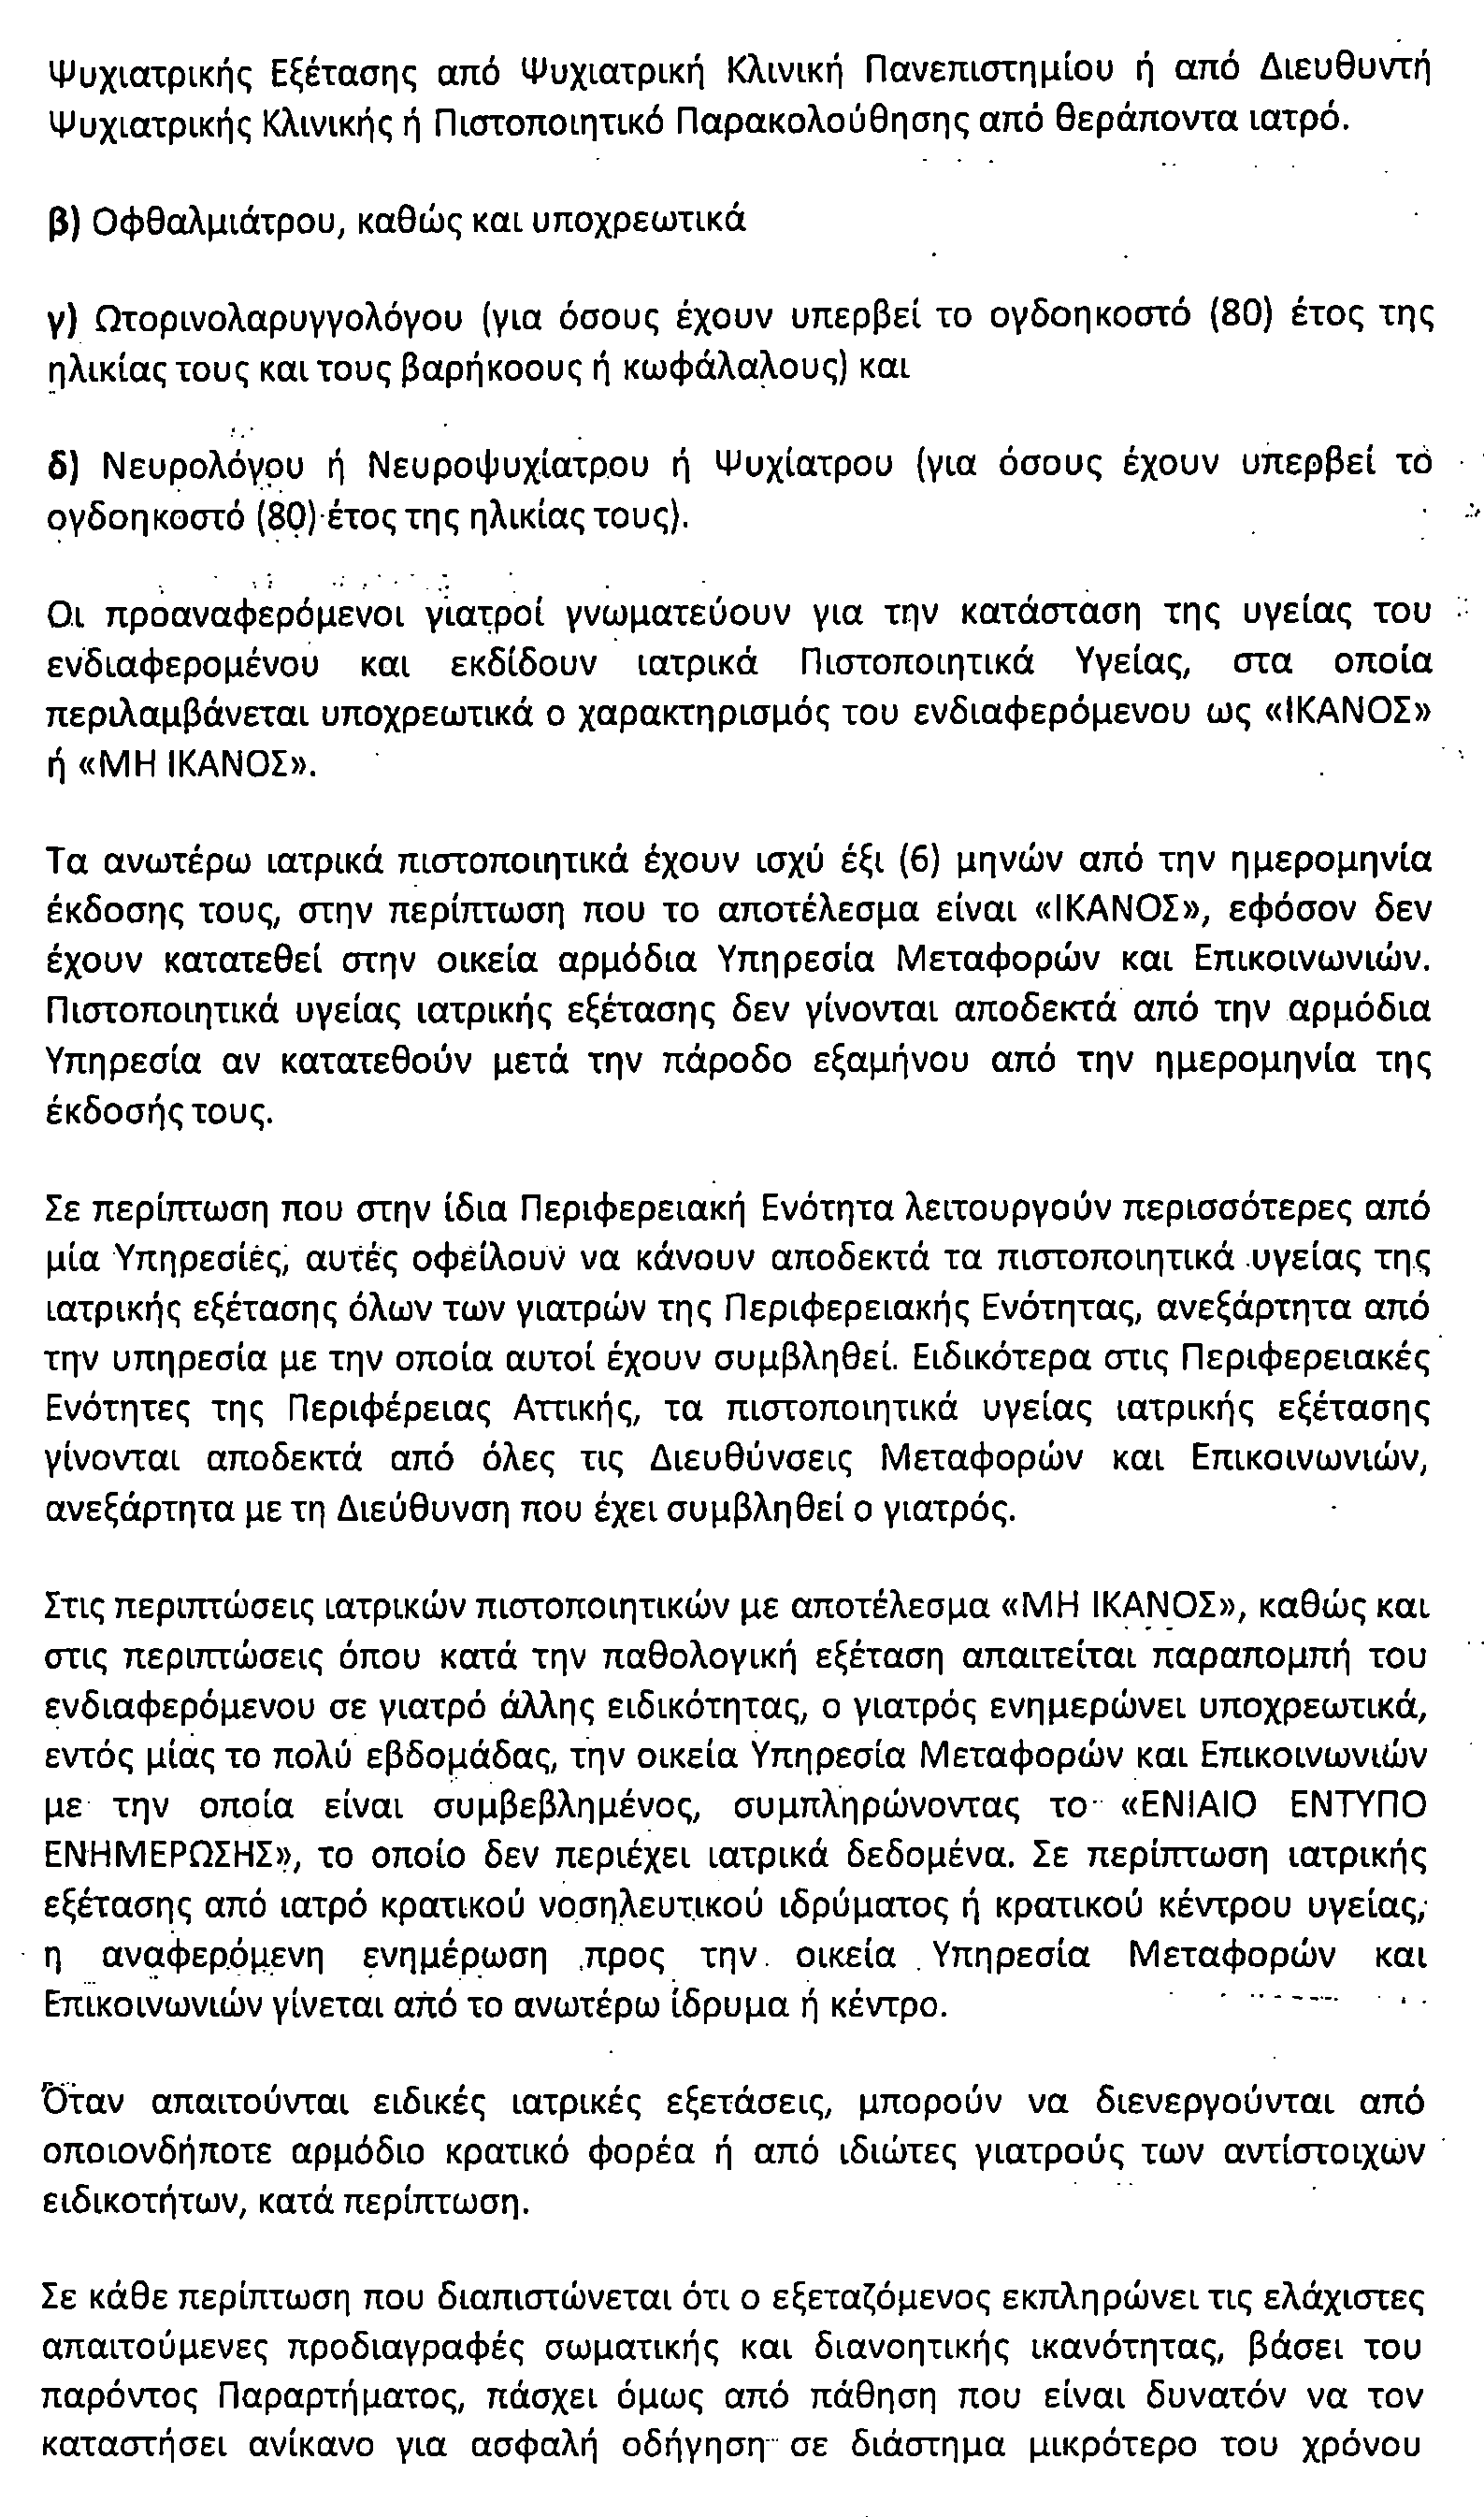 Ψυχιατρικής Εξέτασης από Ψυχιατρική Κλινική Πανεπιστημίου ή από Διευθυντή
Ψυχιατρικής Κλινικής ή Πιστοποιητικό Παρακολούθησης από θεράποντα ιατρό.
β) Οφθαλμιάτρου, καθώς και υποχρεωτικά
γ) Ωτορινολαρυγγολόγου (για όσους έχουν υπερβεί το ογδοηκοστό (80) έτος της
ηλικίας τους και τους βαρήκοους ή κωφάλαλους) και
δ) Νευρολόγου ή Νευροψυχίατρου ή Ψυχίατρου (για όσους έχουν υπερβεί το
ογδοηκοστό (80) έτος της ηλικίας τους).
Οι προαναφερόμενοι γιατροί γνωματεύουν για την κατάσταση της υγείας του
ενδιαφερομένου και εκδίδουν ιατρικά Πιστοποιητικά Υγείας, στα οποία
περιλαμβάνεται υποχρεωτικά ο χαρακτηρισμός του ενδιαφερόμενου ως «ΙΚΑΝΟΣ»
ή «ΜΗ ΙΚΑΝΟΣ».
Τα ανωτέρω ιατρικά πιστοποιητικά έχουν ισχύ έξι (6) μηνών από την ημερομηνία
έκδοσης τους, στην περίπτωση που το αποτέλεσμα είναι «ΙΚΑΝΟΣ», εφόσον δεν
έχουν κατατεθεί στην οικεία αρμόδια Υπηρεσία Μεταφορών και Επικοινωνιών.
Πιστοποιητικά υγείας ιατρικής εξέτασης δεν γίνονται αποδεκτά από την αρμόδια
Υπηρεσία αν κατατεθούν μετά την πάροδο εξαμήνου από την ημερομηνία της
έκδοσής τους.
Σε περίπτωση που στην ίδια Περιφερειακή Ενότητα λειτουργούν περισσότερες από
μία Υπηρεσίες, αυτές οφείλουν να κάνουν αποδεκτά τα πιστοποιητικά υγείας της
ιατρικής εξέτασης όλων των γιατρών της Περιφερειακής Ενότητας, ανεξάρτητα από
την υπηρεσία με την οποία αυτοί έχουν συμβληθεί. Ειδικότερα στις Περιφερειακές
Ενότητες της Περιφέρειας Αττικής, τα πιστοποιητικά υγείας ιατρικής εξέτασης
γίνονται αποδεκτά από όλες τις Διευθύνσεις Μεταφορών και Επικοινωνιών,
ανεξάρτητα με τη Διεύθυνση που έχει συμβληθεί ο γιατρός.
Στις περιπτώσεις ιατρικών πιστοποιητικών με αποτέλεσμα «ΜΗ ΙΚΑΝΟΣ», καθώς και
στις περιπτώσεις όπου κατά την παθολογική εξέταση απαιτείται παραπομπή του
ενδιαφερόμενου σε γιατρό άλλης ειδικότητας, ο γιατρός ενημερώνει υποχρεωτικά,
εντός μίας το πολύ εβδομάδας, την οικεία Υπηρεσία Μεταφορών και Επικοινωνιών
με την οποία είναι συμβεβλημένος, συμπληρώνοντας το «ΕΝΙΑΙΟ ΕΝΤΥΠΟ
ΕΝΗΜΕΡΩΣΗΣ», το οποίο δεν περιέχει ιατρικά δεδομένα. Σε περίπτωση ιατρικής
εξέτασης από ιατρό κρατικού νοσηλευτικού ιδρύματος ή κρατικού κέντρου υγείας,
η αναφερόμενη ενημέρωση προς την οικεία Υπηρεσία Μεταφορών και
Επικοινωνιών γίνεται από το ανωτέρω ίδρυμα ή κέντρο.
Όταν απαιτούνται ειδικές ιατρικές εξετάσεις, μπορούν να διενεργούνται από
οποιονδήποτε αρμόδιο κρατικό φορέα ή από ιδιώτες γιατρούς των αντίστοιχων
ειδικοτήτων, κατά περίπτωση.
Σε κάθε περίπτωση που διαπιστώνεται ότι ο εξεταζόμενος εκπληρώνει τις ελάχιστες
απαιτούμενες προδιαγραφές σωματικής και διανοητικής ικανότητας, βάσει του
παρόντος Παραρτήματος, πάσχει όμως από πάθηση που είναι δυνατόν να τον
καταστήσει ανίκανο για ασφαλή οδήγηση σε διάστημα μικρότερο του χρόνου